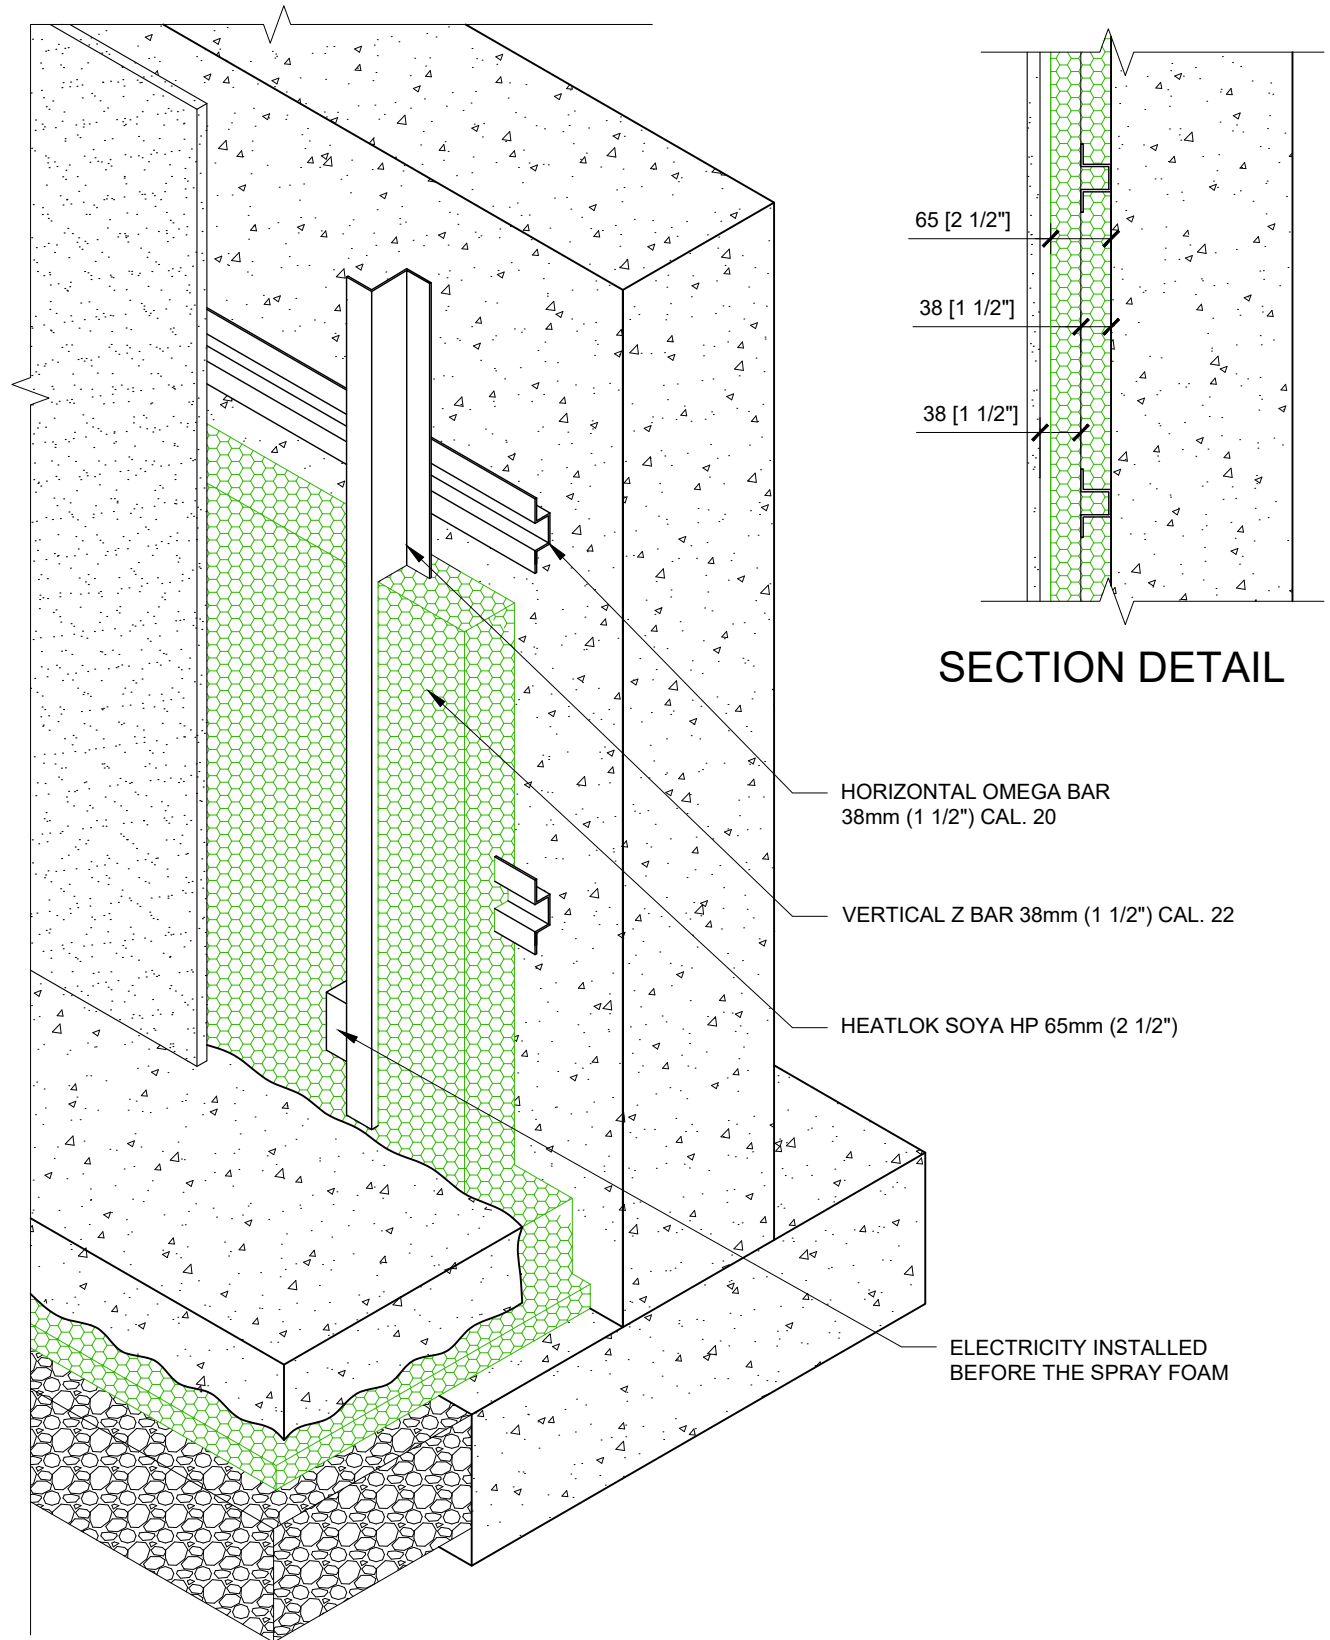 65 [2 1/2"]
38 [1 1/2"]
38 [1 1/2"]
SECTION DETAIL
HORIZONTAL OMEGA BAR
38mm (1 1/2") CAL. 20
VERTICAL Z BAR 38mm (1 1/2") CAL. 22
HEATLOK SOYA HP 65mm (2 1/2")
ELECTRICITY INSTALLED
BEFORE THE SPRAY FOAM